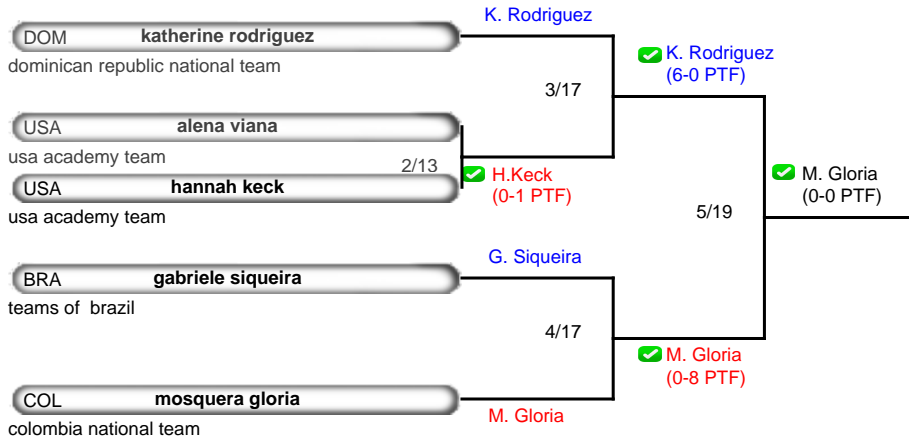 K. Rodriguez
DOM katherine rodriguez
dominican republic national team
K. Rodriguez
(6-0 PTF)
3/17
USA alena viana
usa academy team
2/13
H.Keck
(0-1 PTF)
USA hannah keck
usa academy team
M. Gloria
(0-0 PTF)
5/19
G. Siqueira
BRA gabriele siqueira
teams of  brazil
4/17
M. Gloria
(0-8 PTF)
COL mosquera gloria
M. Gloria
colombia national team